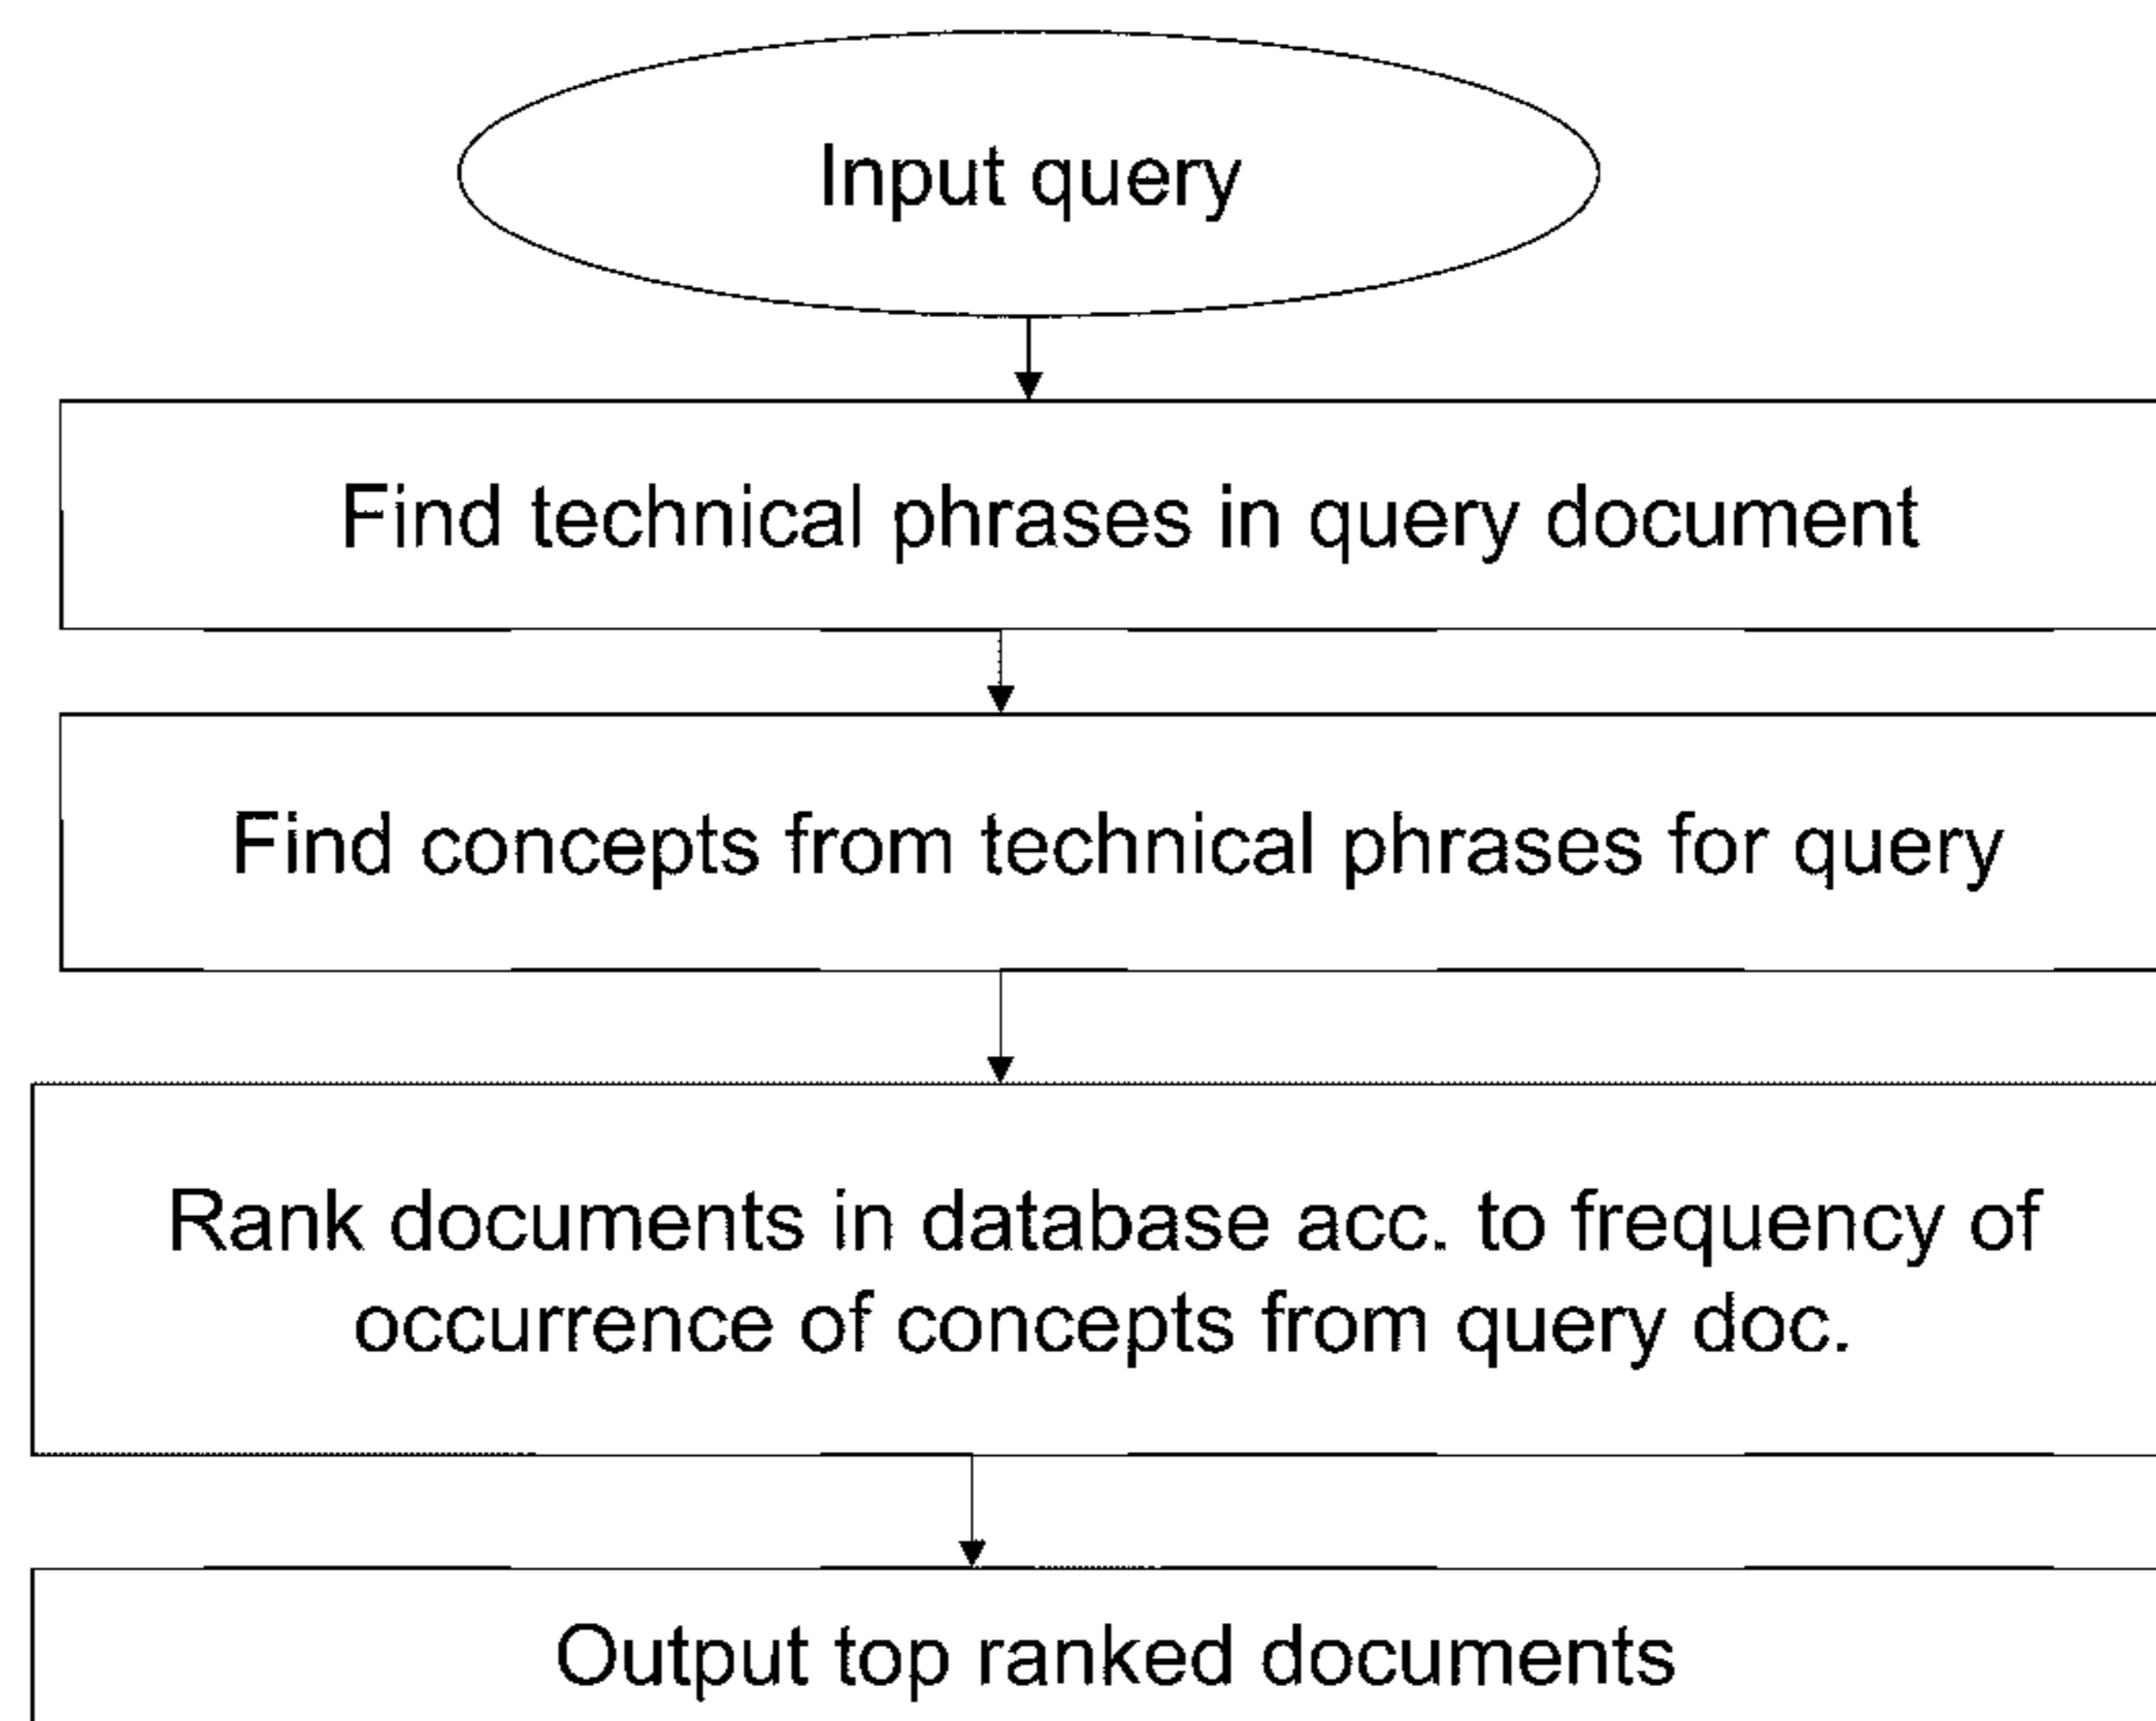 Input query
Find technical phrases in query document
Find concepts from technical phrases for query
Rank documents in database acc. to frequency of
occurrence of concepts from query doc.
Output top ranked documents